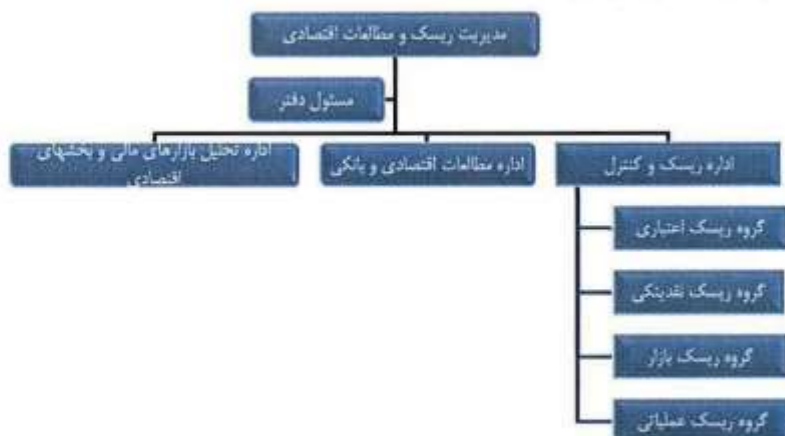 مدیریت ریسک و مطالعات اقتصادی
مسئول دفتر
اداره ریسک و کنترل
اداره مطالعات اقتصادی و بانکی
اداره تحلیل بازارهای مالی و بخشهای
اقتصادی
گروه ریسک اعتباری
گروه ریسک نقدینگی
گروه ریسک بازار
گروه ریسک عملیاتی